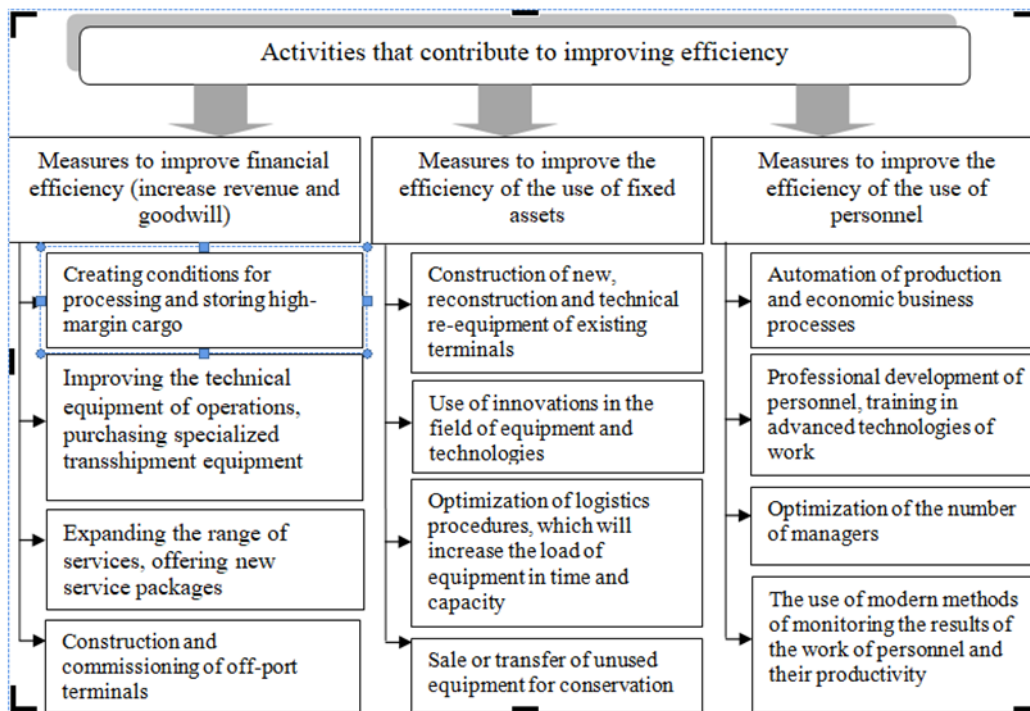 Activities that contribute to improving efficiency
Measures to improve financial
efficiency (increase revenue and
goodwill)
Creating conditions for
processing and storing high-
margin cargo
Improving the technical
equipment of operations,
purchasing specialized
transshipment equipment
Expanding the range of
services, offering new
service packages
Construction and
commissioning of off-port
terminals
Measures to improve the
efficiency of the use of fixed
assets
Construction of new,
reconstruction and technical
re-equipment of existing
terminals
Use of innovations in the
field of equipment and
technologies
Optimization of logistics
procedures, which will
increase the load of
equipment in time and
capacity
Sale or transfer of unused
equipment for conservation
Measures to improve the
efficiency of the use of
personnel
Automation of production
and economic business
processes
Professional development of
personnel, training in
advanced technologies of
work
Optimization of the number
of managers
The use of modern methods
of monitoring the results of
the work of personnel and
their productivity